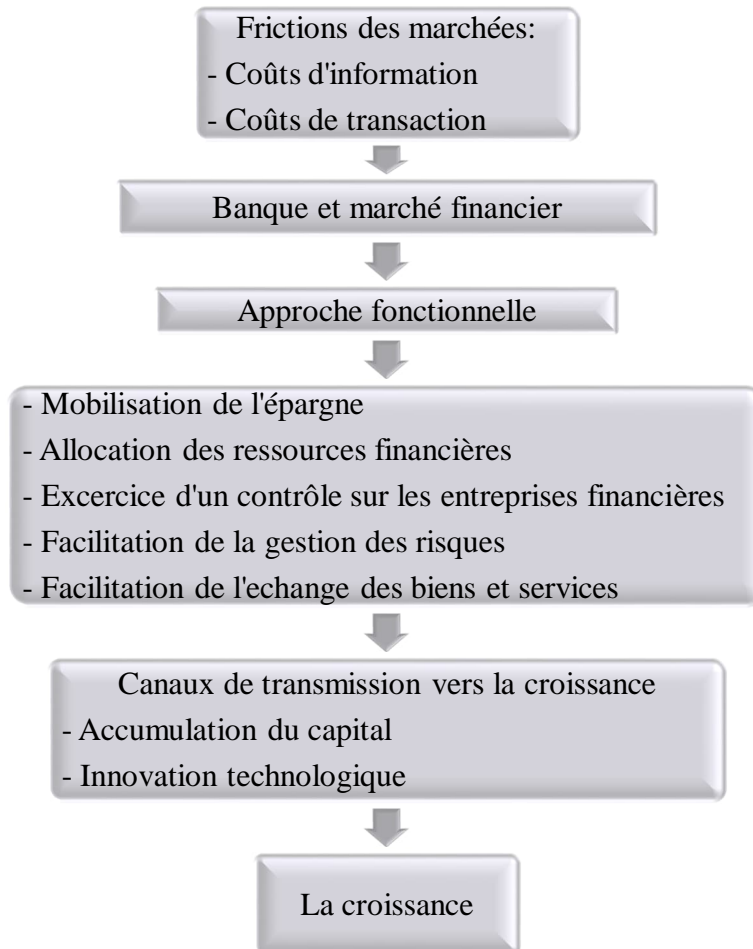 Frictions des marchées:
- Coûts d'information
- Coûts de transaction
Banque et marché financier
Approche fonctionnelle
- Mobilisation de l'épargne
- Allocation des ressources financières
- Excercice d'un contrôle sur les entreprises financières
- Facilitation de la gestion des risques
- Facilitation de l'echange des biens et services
Canaux de transmission vers la croissance
- Accumulation du capital
- Innovation technologique
La croissance